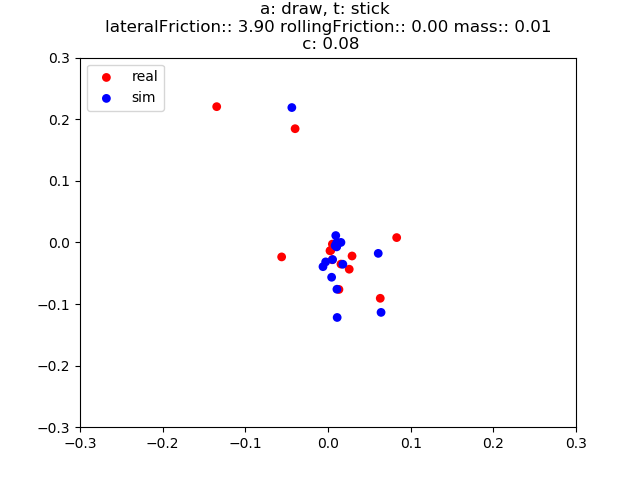 a: draw, t: stick
lateralFriction:: 3.90 rollingFriction:: 0.00 mass:: 0.01
c: 0.08
real
sim
0.3
0.2
0.1
0.0
−0.1
−0.2
−0.3
−0.3 −0.2 −0.1 0.0 0.1 0.2 0.3